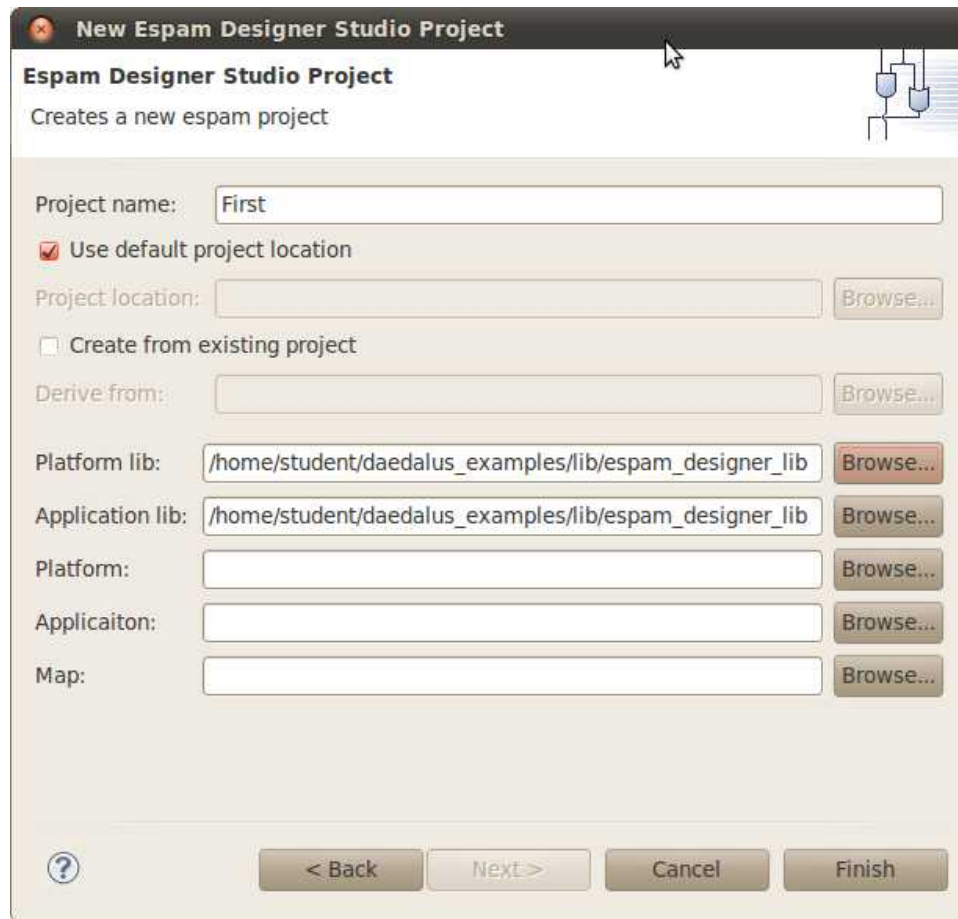 New Espam Designer Studio Project
Espam Designer Studio Project
Creates a new espam project
Project name: First
Use default project location
Project location: Browse...
Create from existing project
Derive from: Browse...
Platform lib: /home/student/daedalus_examples/lib/espam_designer_lib Browse...
Application lib: /home/student/daedalus_examples/lib/espam_designer_lib Browse...
Platform: Browse...
Applicaiton: Browse...
Map: Browse...
? < Back Next > Cancel Finish